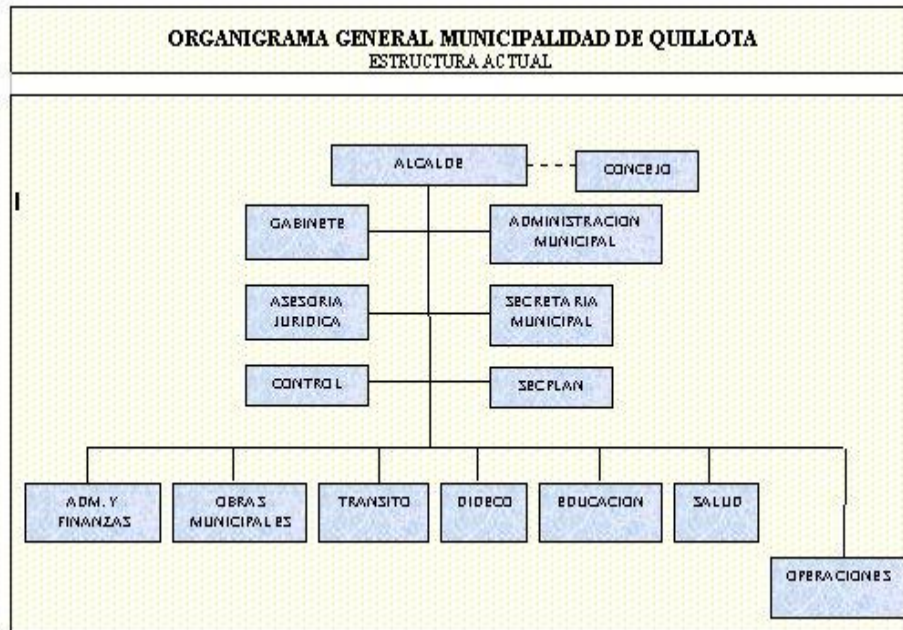 ORGANIGRAMA GENERAL MUNICIPALIDAD DE QUILLOTA
ESTRUCTURA ACTUAL
ALCALDE
CONCEJO
GABINETE
ADMINISTRACION
MUNICIPAL
ASESORIA
JURIDICA
SECRETARIA
MUNICIPAL
CONTROL
SECPLAN
ADM. Y
FINANZAS
OBRAS
MUNICIPALES
TRANSITO
DIDECO
EDUCACION
SALUD
OPERACIONES